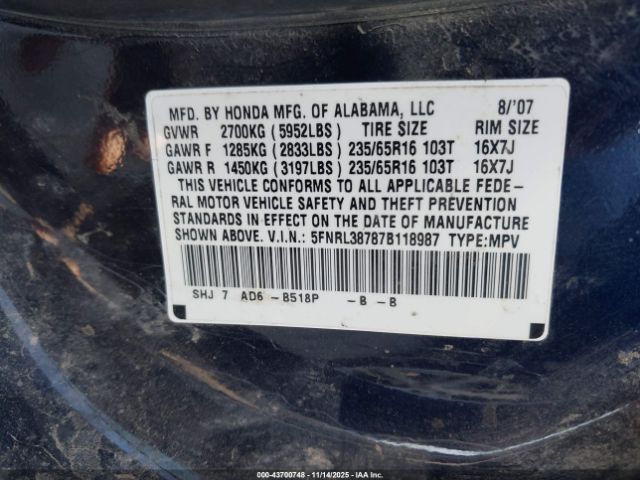 MFD. BY HONDA MFG. OF ALABAMA, LLC 8/'07
GVWR 2700KG (5952LBS) TIRE SIZE RIM SIZE
GAWR F 1285KG (2833LBS) 235/65R16 103T 16X7J
GAWR R 1450KG (3197LBS) 235/65R16 103T 16X7J
THIS VEHICLE CONFORMS TO ALL APPLICABLE FEDE-
RAL MOTOR VEHICLE SAFETY AND THEFT PREVENTION
STANDARDS IN EFFECT ON THE DATE OF MANUFACTURE
SHOWN ABOVE. V.I.N.: 5FNRL38787B118987 TYPE:MPV
SHJ 7 AD6 -B518P -B -B
000-43700748 - 11/14/2025 - IAA Inc.